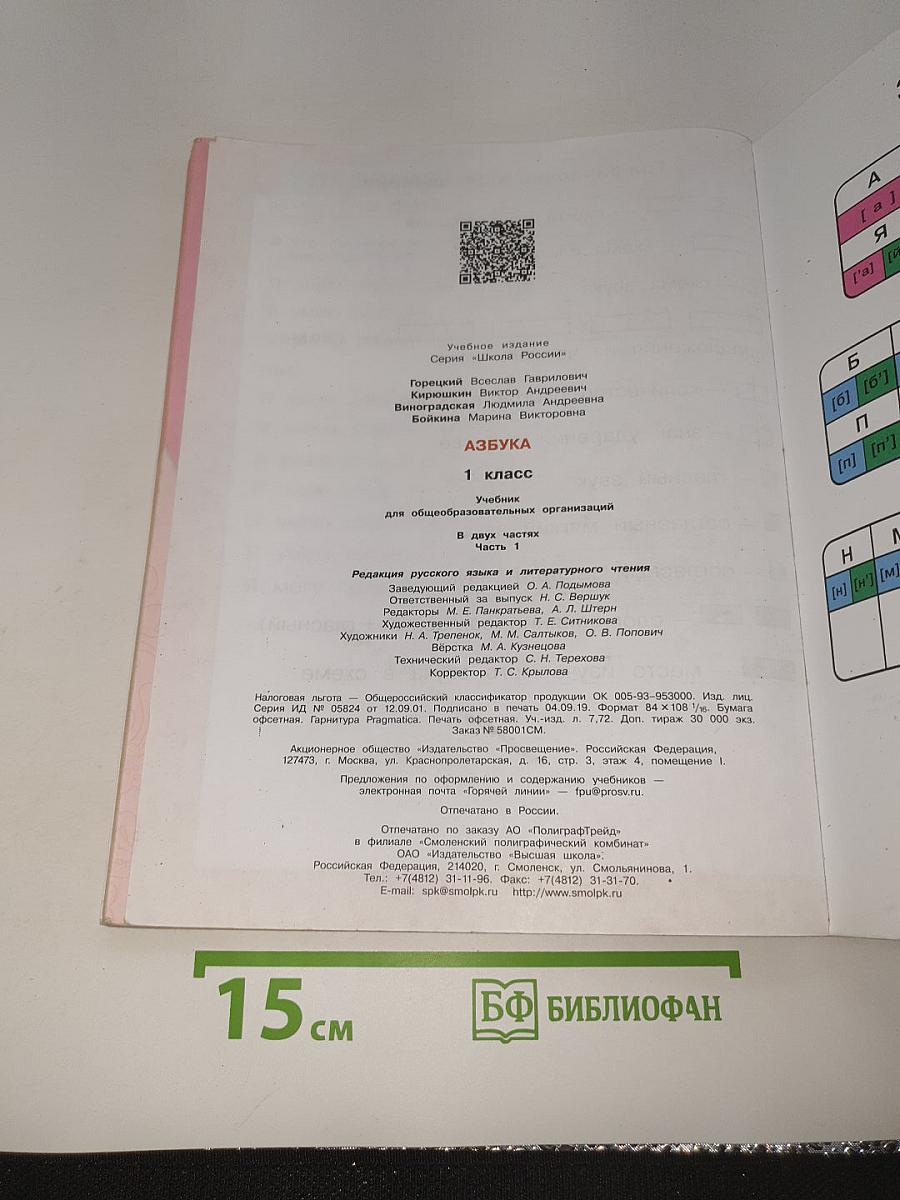 Учебное издание
Серия «Школа России»
Горецкий Всеслав Гаврилович
Кирюшкин Виктор Андреевич
Виноградская Людмила Андреевна
Бойкина Марина Викторовна
АЗБУКА
1 класс
Учебник
для общеобразовательных организаций
В двух частях
Часть 1
Редакция русского языка и литературного чтения
Заведующий редакцией О. А. Подымова
Ответственный за выпуск Н. С. Вершук
Редакторы М. Е. Панкратьева, А. Л. Штерн
Художественный редактор Т. Е. Ситникова
Художники Н. А. Трепенок, М. М. Салтыков, О. В. Попович
Вёрстка М. А. Кузнецова
Технический редактор С. Н. Терехова
Корректор Т. С. Крылова
Налоговая льгота — Общероссийский классификатор продукции ОК 005-93–953000. Изд. лиц.
Серия ИД № 05824 от 12.09.01. Подписано в печать 04.09.19. Формат 84×108 1/16. Бумага
офсетная. Гарнитура Pragmatica. Печать офсетная. Уч.-изд. л. 7,72. Доп. тираж 30 000 экз.
Заказ № 58001СМ.
Акционерное общество «Издательство «Просвещение». Российская Федерация,
127473, г. Москва, ул. Краснопролетарская, д. 16, стр. 3, этаж 4, помещение I.
Предложения по оформлению и содержанию учебников —
электронная почта «Горячей линии» — fpu@prosv.ru.
Отпечатано в России.
Отпечатано по заказу АО «ПолиграфТрейд»
в филиале «Смоленский полиграфический комбинат»
ОАО «Издательство «Высшая школа».
Российская Федерация, 214020, г. Смоленск, ул. Смольянинова, 1.
Тел.: +7(4812) 31-11-96. Факс: +7(4812) 31-31-70.
E-mail: spk@smolpk.ru http://www.smolpk.ru
А
[а]
Я
['а]
Б
[б] [б']
П
[п] [п']
Н
[н] [н'] [м]
15 см
БФ БИБЛИОФАН